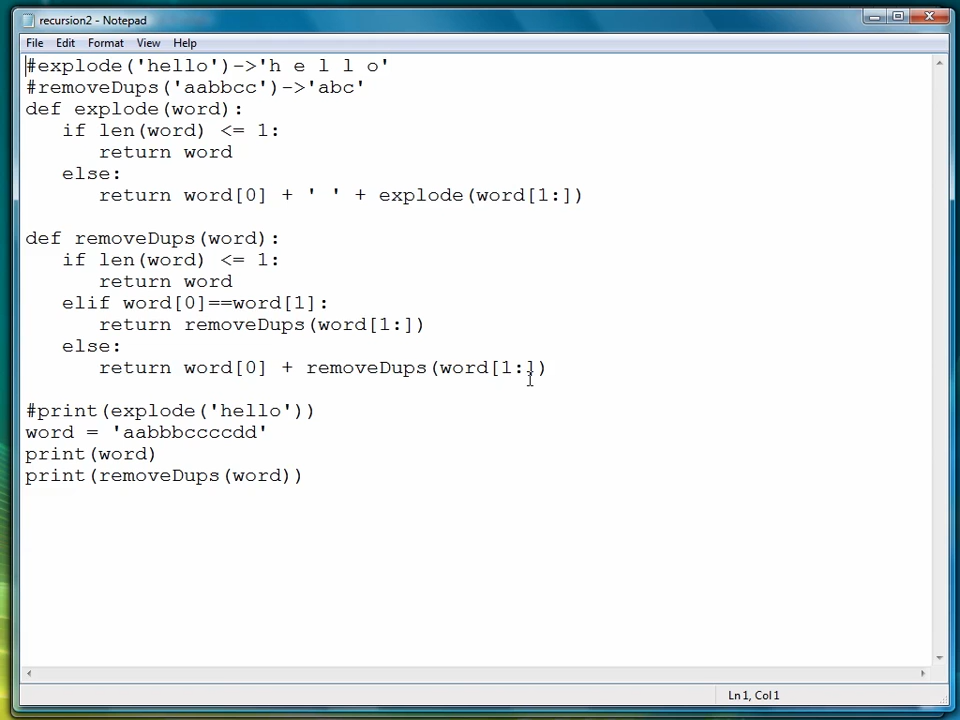 recursion2 - Notepad
File Edit Format View Help
#explode('hello')->'h e l l o'
#removeDups('aabbcc')->'abc'
def explode(word):
   if len(word) <= 1:
      return word
   else:
      return word[0] + ' ' + explode(word[1:])

def removeDups(word):
   if len(word) <= 1:
      return word
   elif word[0]==word[1]:
      return removeDups(word[1:])
   else:
      return word[0] + removeDups(word[1:])

#print(explode('hello'))
word = 'aabbbccccdd'
print(word)
print(removeDups(word))
Ln 1, Col 1